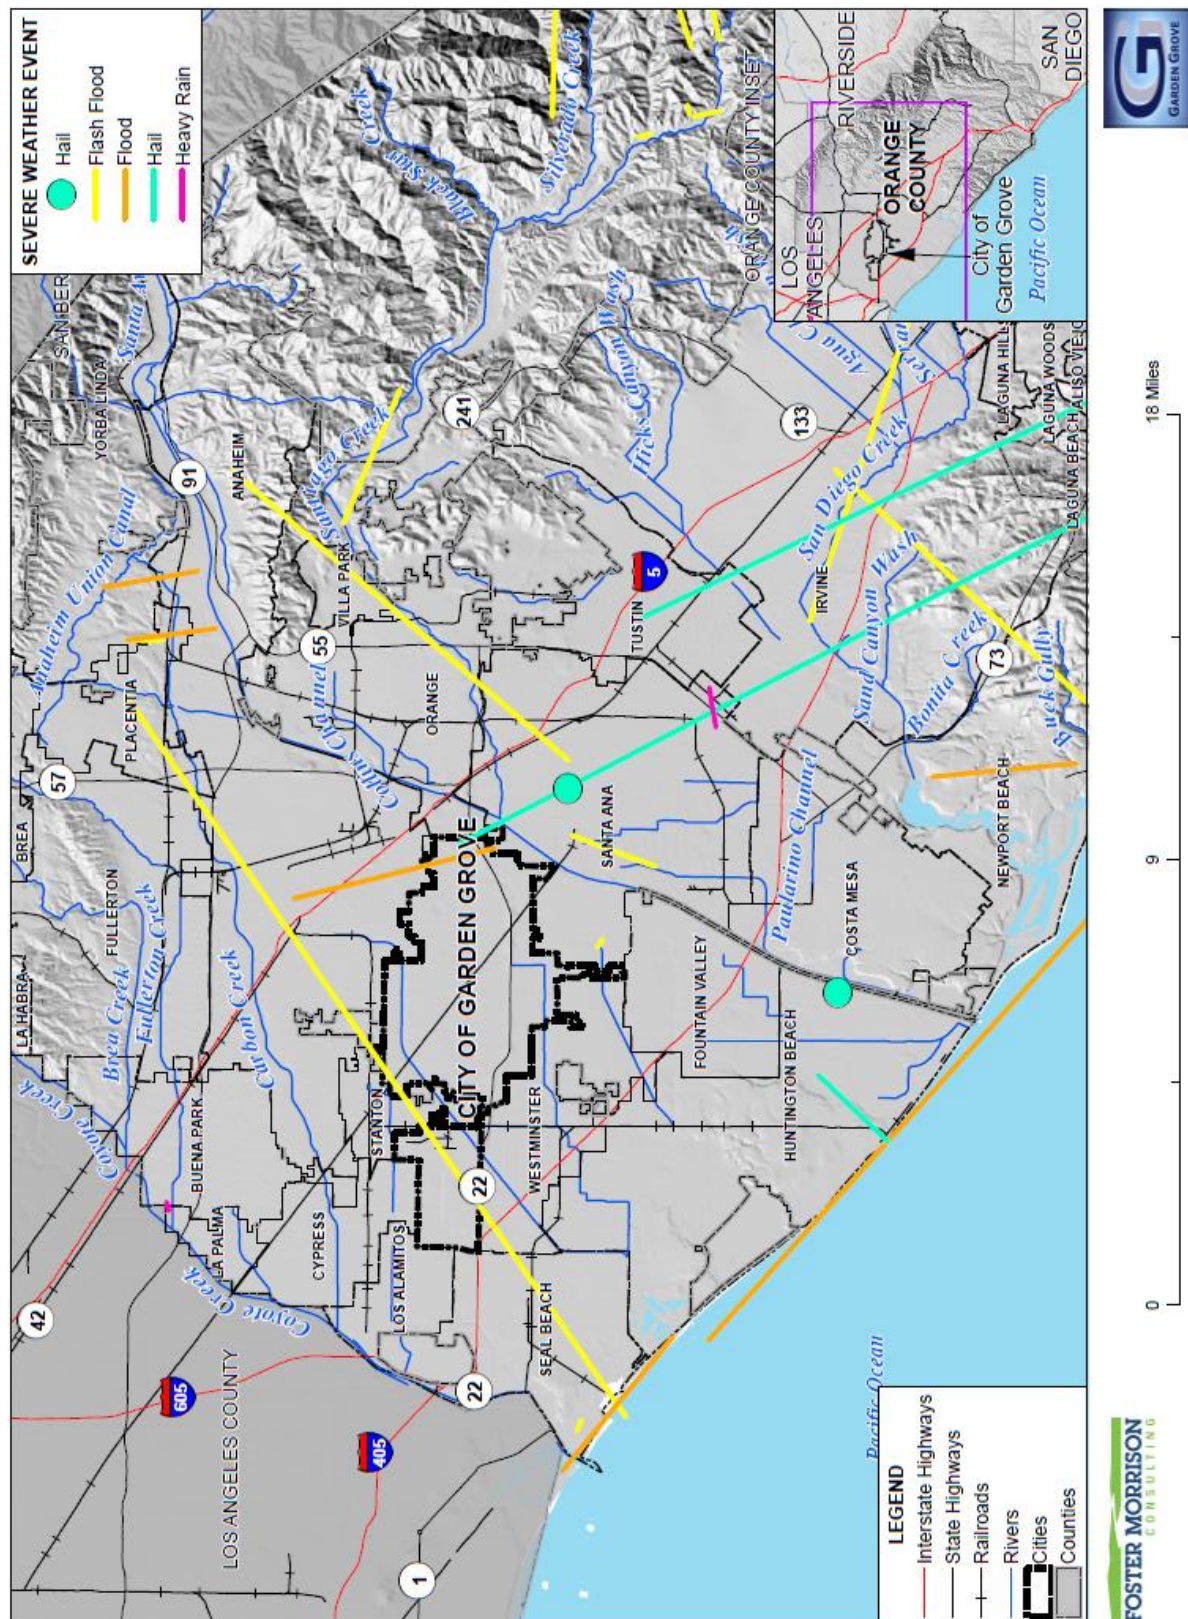 SEVERE WEATHER EVENT
Hail
Flash Flood
Flood
Hail
Heavy Rain
LOS ANGELES COUNTY
605
405
42
1
22
22
57
91
55
5
241
133
73
LA HABRA
BREA
YORBA LINDA
SAN BER
Santa A
FULLERTON
PLACENTIA
Anaheim Union Canal
Coyote Creek
Brea Creek
Fullerton Creek
BUENA PARK
LA PALMA
Coyote Creek
Carbon Creek
ANAHEIM
CYPRESS
STANTON
LOS ALAMITOS
Collins Channel
VILLA PARK
Santiago Creek
ORANGE
Black Star Creek
Silverado Creek
CITY OF GARDEN GROVE
SEAL BEACH
WESTMINSTER
SANTA ANA
TUSTIN
Hicks Canyon Wash
FOUNTAIN VALLEY
HUNTINGTON BEACH
Paularino Channel
COSTA MESA
IRVINE
San Diego Creek
Agua C
Serra
Sand Canyon
Wash
Bonita Creek
NEWPORT BEACH
Buck Gully
LAGUNA HILLS
LAGUNA WOODS
LAGUNA BEACH
ALISO VIEJO
Pacific Ocean
ORANGE COUNTY INSET
LOS
ANGELES
RIVERSIDE
ORANGE
COUNTY
SAN
DIEGO
City of
Garden Grove
Pacific Ocean
LEGEND
Interstate Highways
State Highways
Railroads
Rivers
Cities
Counties
FOSTER MORRISON
CONSULTING
0
9
18 Miles
G
GARDEN GROVE